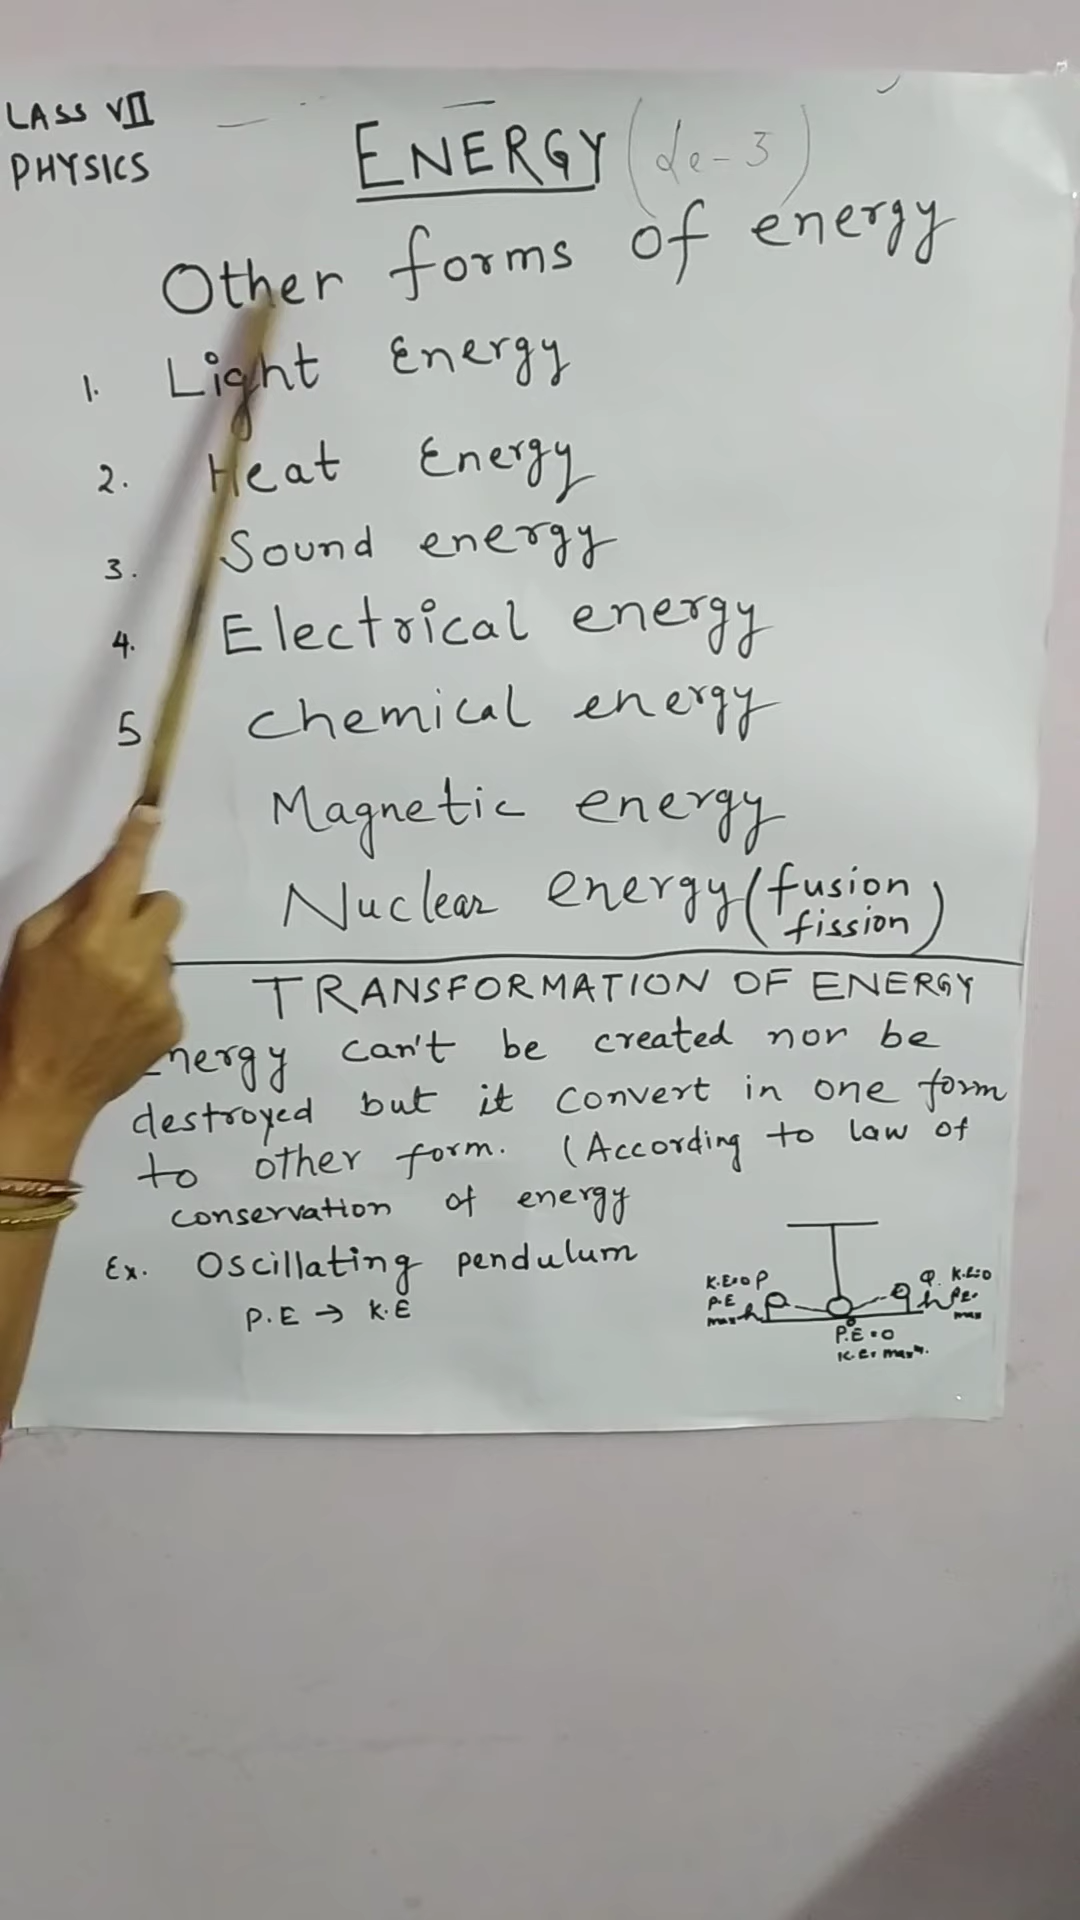 LASS VII
PHYSICS
ENERGY (Le-3)
Other forms of energy
1. Light Energy
2. Heat Energy
3. Sound energy
4. Electrical energy
5 Chemical energy
Magnetic energy
Nuclear energy (fusion
fission)
TRANSFORMATION OF ENERGY
nergy can't be created nor be
destroyed but it convert in one form
to other form. (According to law of
conservation of energy
Ex. Oscillating pendulum
P.E → K.E
K.E=0 P
P.E
max h
Q. K.E=0
h P.E.
max
O
P.E=0
K.E= max^m.